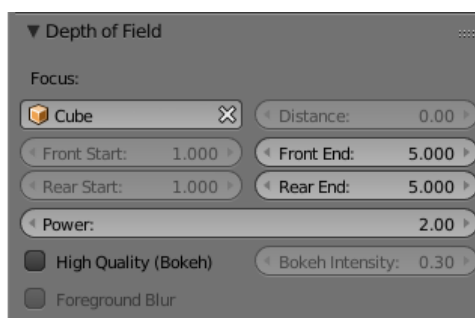 Depth of Field
Focus:
Cube Distance: 0.00
Front Start: 1.000 Front End: 5.000
Rear Start: 1.000 Rear End: 5.000
Power: 2.00
High Quality (Bokeh) Bokeh Intensity: 0.30
Foreground Blur